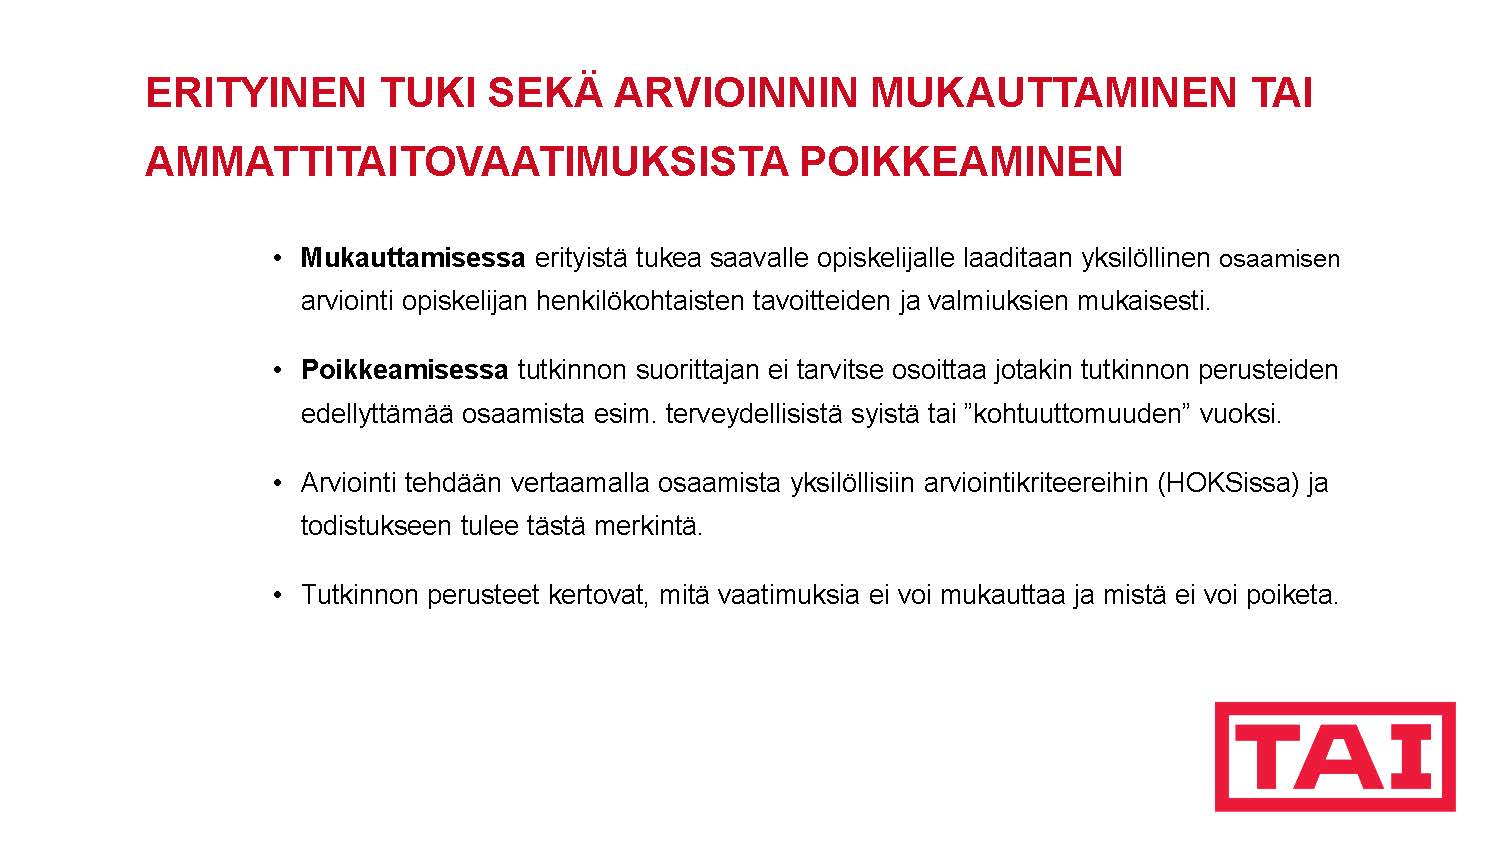 ERITYINEN TUKI SEKÄ ARVIOINNIN MUKAUTTAMINEN TAI
AMMATTITAITOVAATIMUKSISTA POIKKEAMINEN
• Mukauttamisessa erityistä tukea saavalle opiskelijalle laaditaan yksilöllinen osaamisen
arviointi opiskelijan henkilökohtaisten tavoitteiden ja valmiuksien mukaisesti.
• Poikkeamisessa tutkinnon suorittajan ei tarvitse osoittaa jotakin tutkinnon perusteiden
edellyttämää osaamista esim. terveydellisistä syistä tai ”kohtuuttomuuden” vuoksi.
• Arviointi tehdään vertaamalla osaamista yksilöllisiin arviointikriteereihin (HOKSissa) ja
todistukseen tulee tästä merkintä.
• Tutkinnon perusteet kertovat, mitä vaatimuksia ei voi mukauttaa ja mistä ei voi poiketa.
TAI